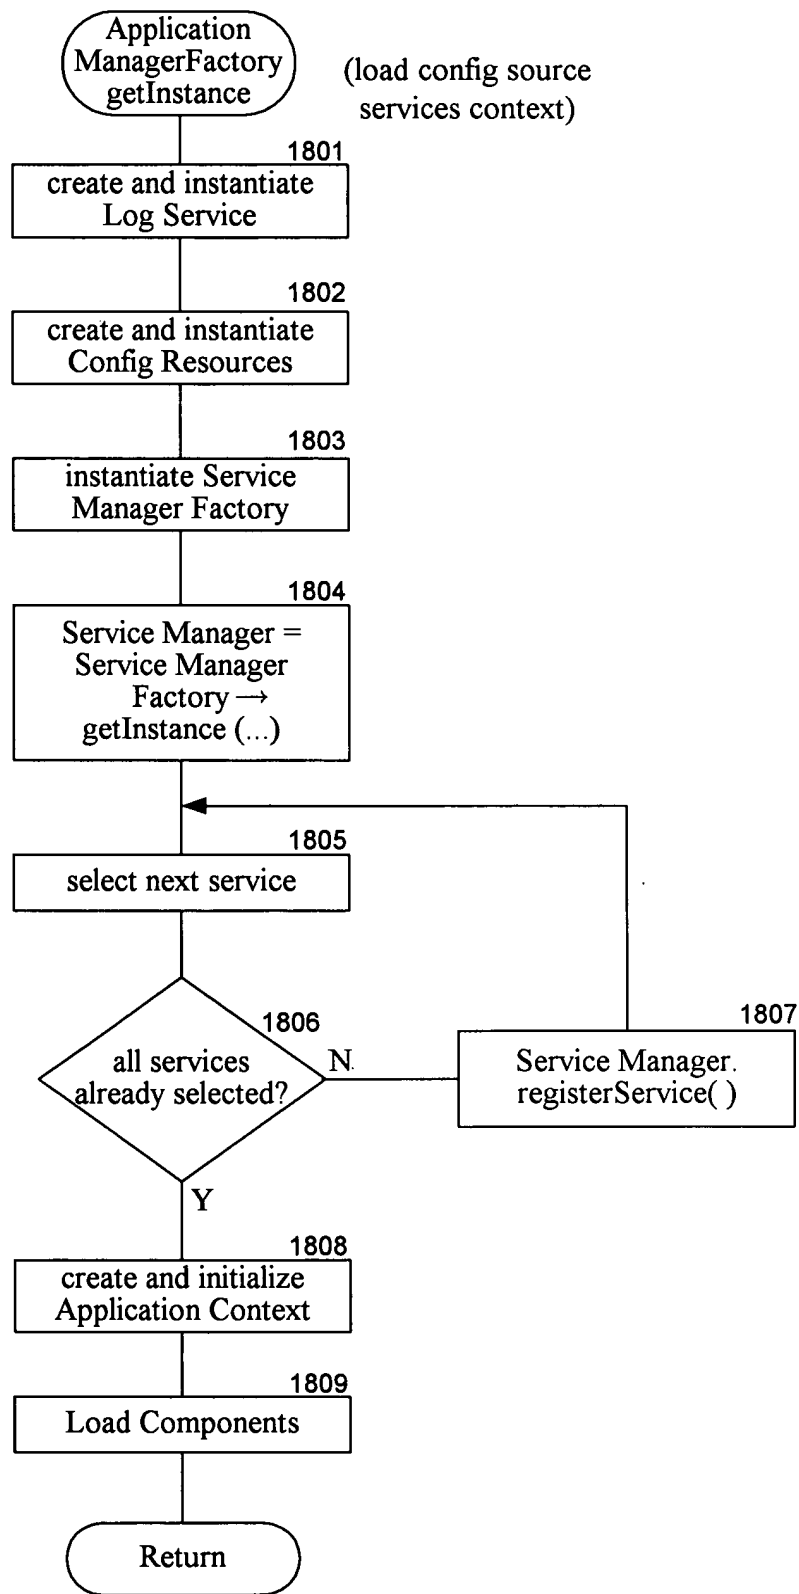 Application
ManagerFactory
getInstance
(load config source
services context)
1801
create and instantiate
Log Service
1802
create and instantiate
Config Resources
1803
instantiate Service
Manager Factory
1804
Service Manager =
Service Manager
Factory →
getInstance (...)
1805
select next service
1806
all services
already selected?
N
1807
Service Manager.
registerService( )
Y
1808
create and initialize
Application Context
1809
Load Components
Return